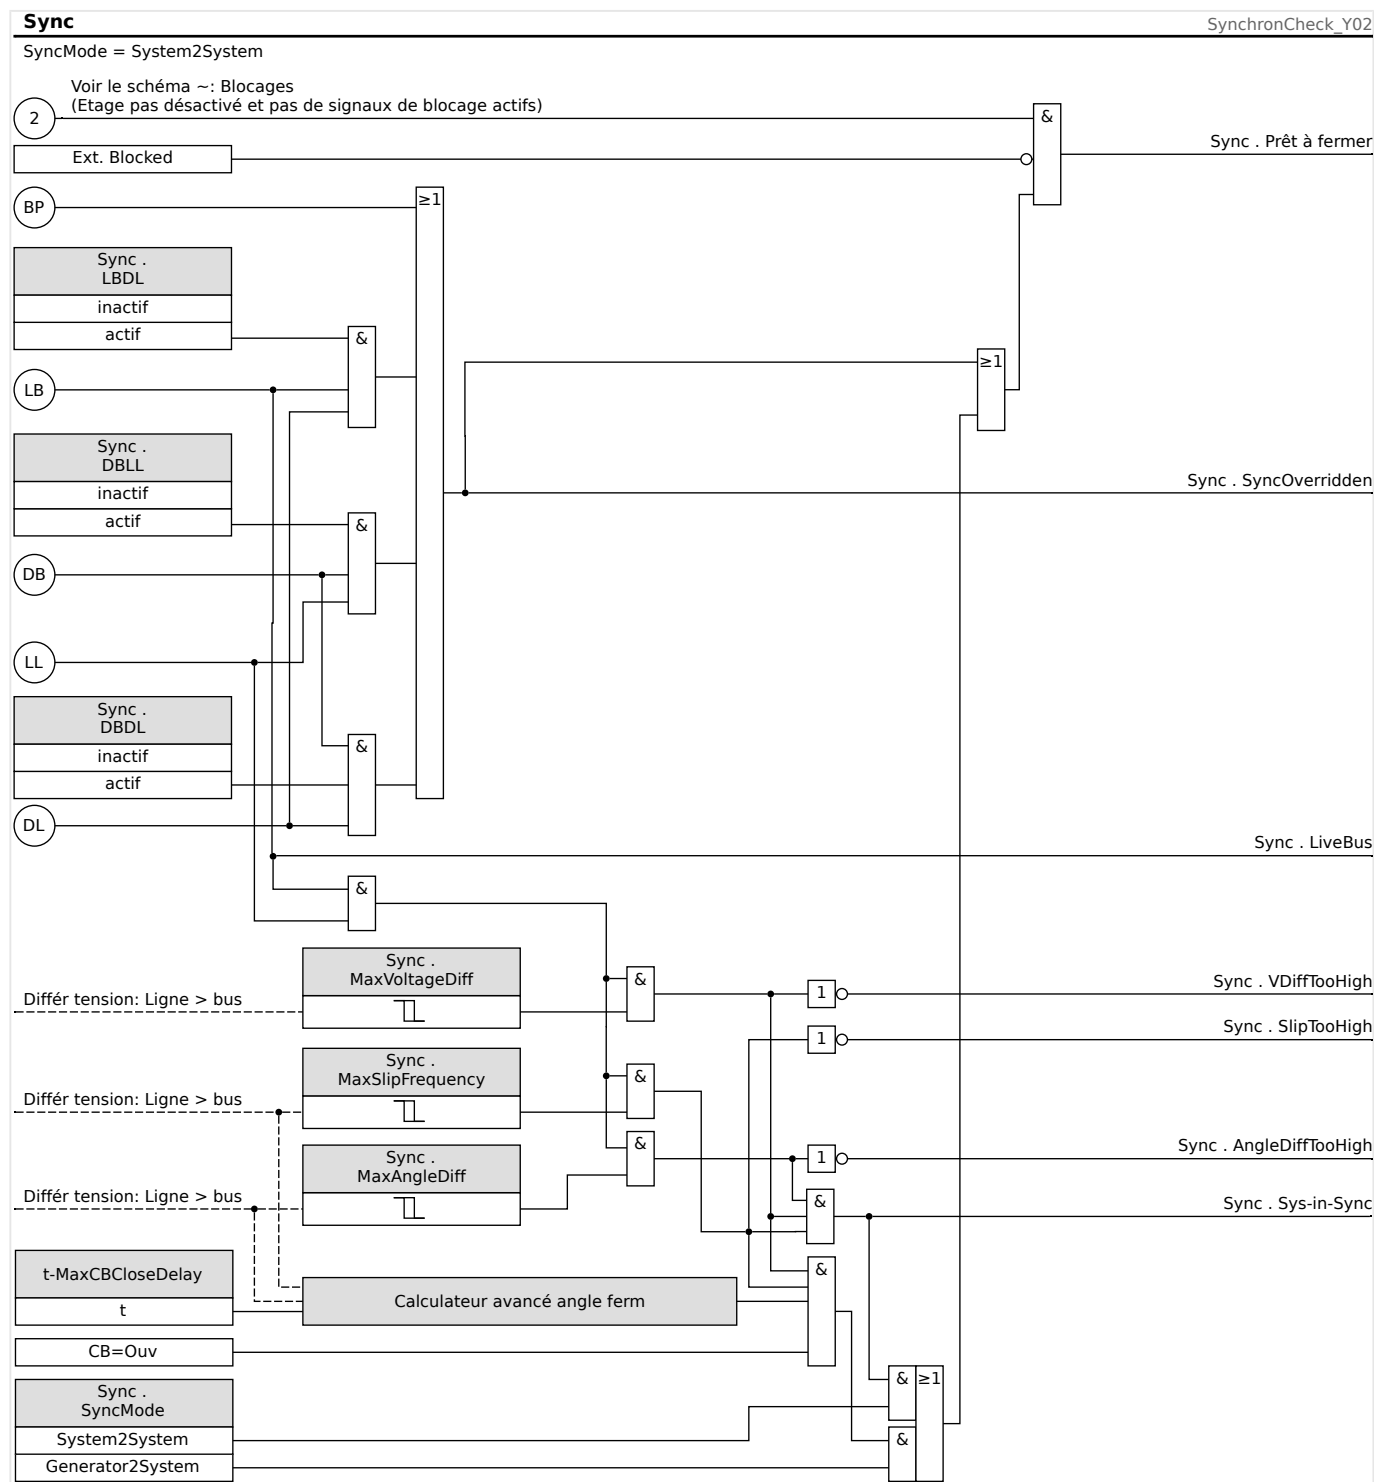 Sync
SynchronCheck_Y02
SyncMode = System2System
Voir le schéma ~: Blocages
(Etage pas désactivé et pas de signaux de blocage actifs)
2
&
Sync . Prêt à fermer
Ext. Blocked
BP
≥1
Sync .
LBDL
inactif
actif
&
LB
≥1
Sync .
DBLL
inactif
actif
&
Sync . SyncOverridden
DB
LL
Sync .
DBDL
inactif
actif
&
DL
Sync . LiveBus
&
Sync .
MaxVoltageDiff
Différ tension: Ligne > bus
&
1
Sync . VDiffTooHigh
1
Sync . SlipTooHigh
Sync .
MaxSlipFrequency
Différ tension: Ligne > bus
&
Sync .
MaxAngleDiff
Différ tension: Ligne > bus
&
1
Sync . AngleDiffTooHigh
&
Sync . Sys-in-Sync
t-MaxCBCloseDelay
t
Calculateur avancé angle ferm
&
CB=Ouv
Sync .
SyncMode
System2System
Generator2System
&
≥1
&